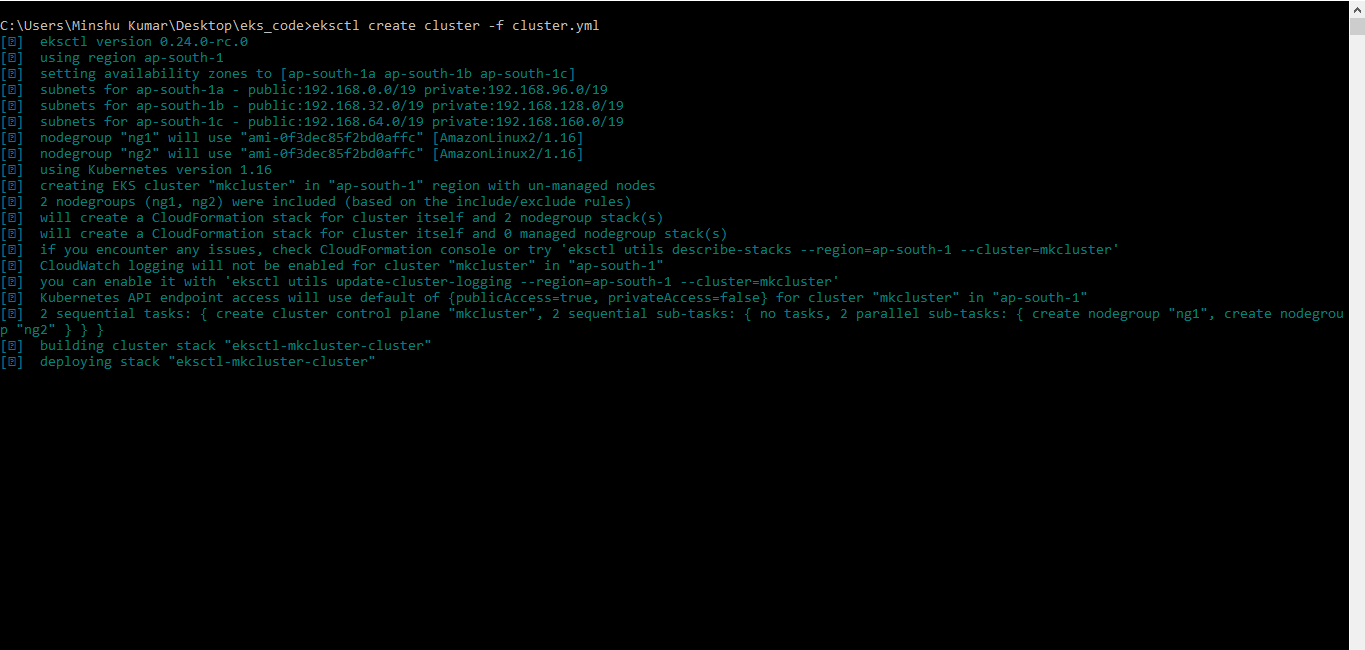 C:\Users\Minshu Kumar\Desktop\eks_code>eksctl create cluster -f cluster.yml
[?]  eksctl version 0.24.0-rc.0
[?]  using region ap-south-1
[?]  setting availability zones to [ap-south-1a ap-south-1b ap-south-1c]
[?]  subnets for ap-south-1a - public:192.168.0.0/19 private:192.168.96.0/19
[?]  subnets for ap-south-1b - public:192.168.32.0/19 private:192.168.128.0/19
[?]  subnets for ap-south-1c - public:192.168.64.0/19 private:192.168.160.0/19
[?]  nodegroup "ng1" will use "ami-0f3dec85f2bd0affc" [AmazonLinux2/1.16]
[?]  nodegroup "ng2" will use "ami-0f3dec85f2bd0affc" [AmazonLinux2/1.16]
[?]  using Kubernetes version 1.16
[?]  creating EKS cluster "mkcluster" in "ap-south-1" region with un-managed nodes
[?]  2 nodegroups (ng1, ng2) were included (based on the include/exclude rules)
[?]  will create a CloudFormation stack for cluster itself and 2 nodegroup stack(s)
[?]  will create a CloudFormation stack for cluster itself and 0 managed nodegroup stack(s)
[?]  if you encounter any issues, check CloudFormation console or try 'eksctl utils describe-stacks --region=ap-south-1 --cluster=mkcluster'
[?]  CloudWatch logging will not be enabled for cluster "mkcluster" in "ap-south-1"
[?]  you can enable it with 'eksctl utils update-cluster-logging --region=ap-south-1 --cluster=mkcluster'
[?]  Kubernetes API endpoint access will use default of {publicAccess=true, privateAccess=false} for cluster "mkcluster" in "ap-south-1"
[?]  2 sequential tasks: { create cluster control plane "mkcluster", 2 sequential sub-tasks: { no tasks, 2 parallel sub-tasks: { create nodegroup "ng1", create nodegrou
p "ng2" } } }
[?]  building cluster stack "eksctl-mkcluster-cluster"
[?]  deploying stack "eksctl-mkcluster-cluster"